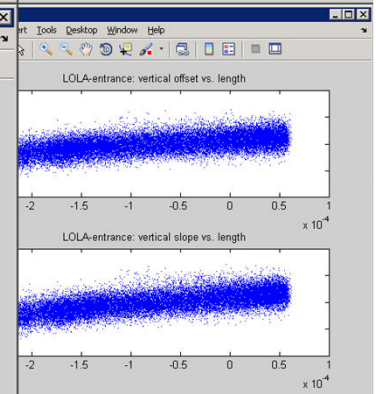 ert Tools Desktop Window Help
LOLA-entrance: vertical offset vs. length
-2 -1.5 -1 -0.5 0 0.5 1
x 10-4
LOLA-entrance: vertical slope vs. length
-2 -1.5 -1 -0.5 0 0.5 1
x 10-4